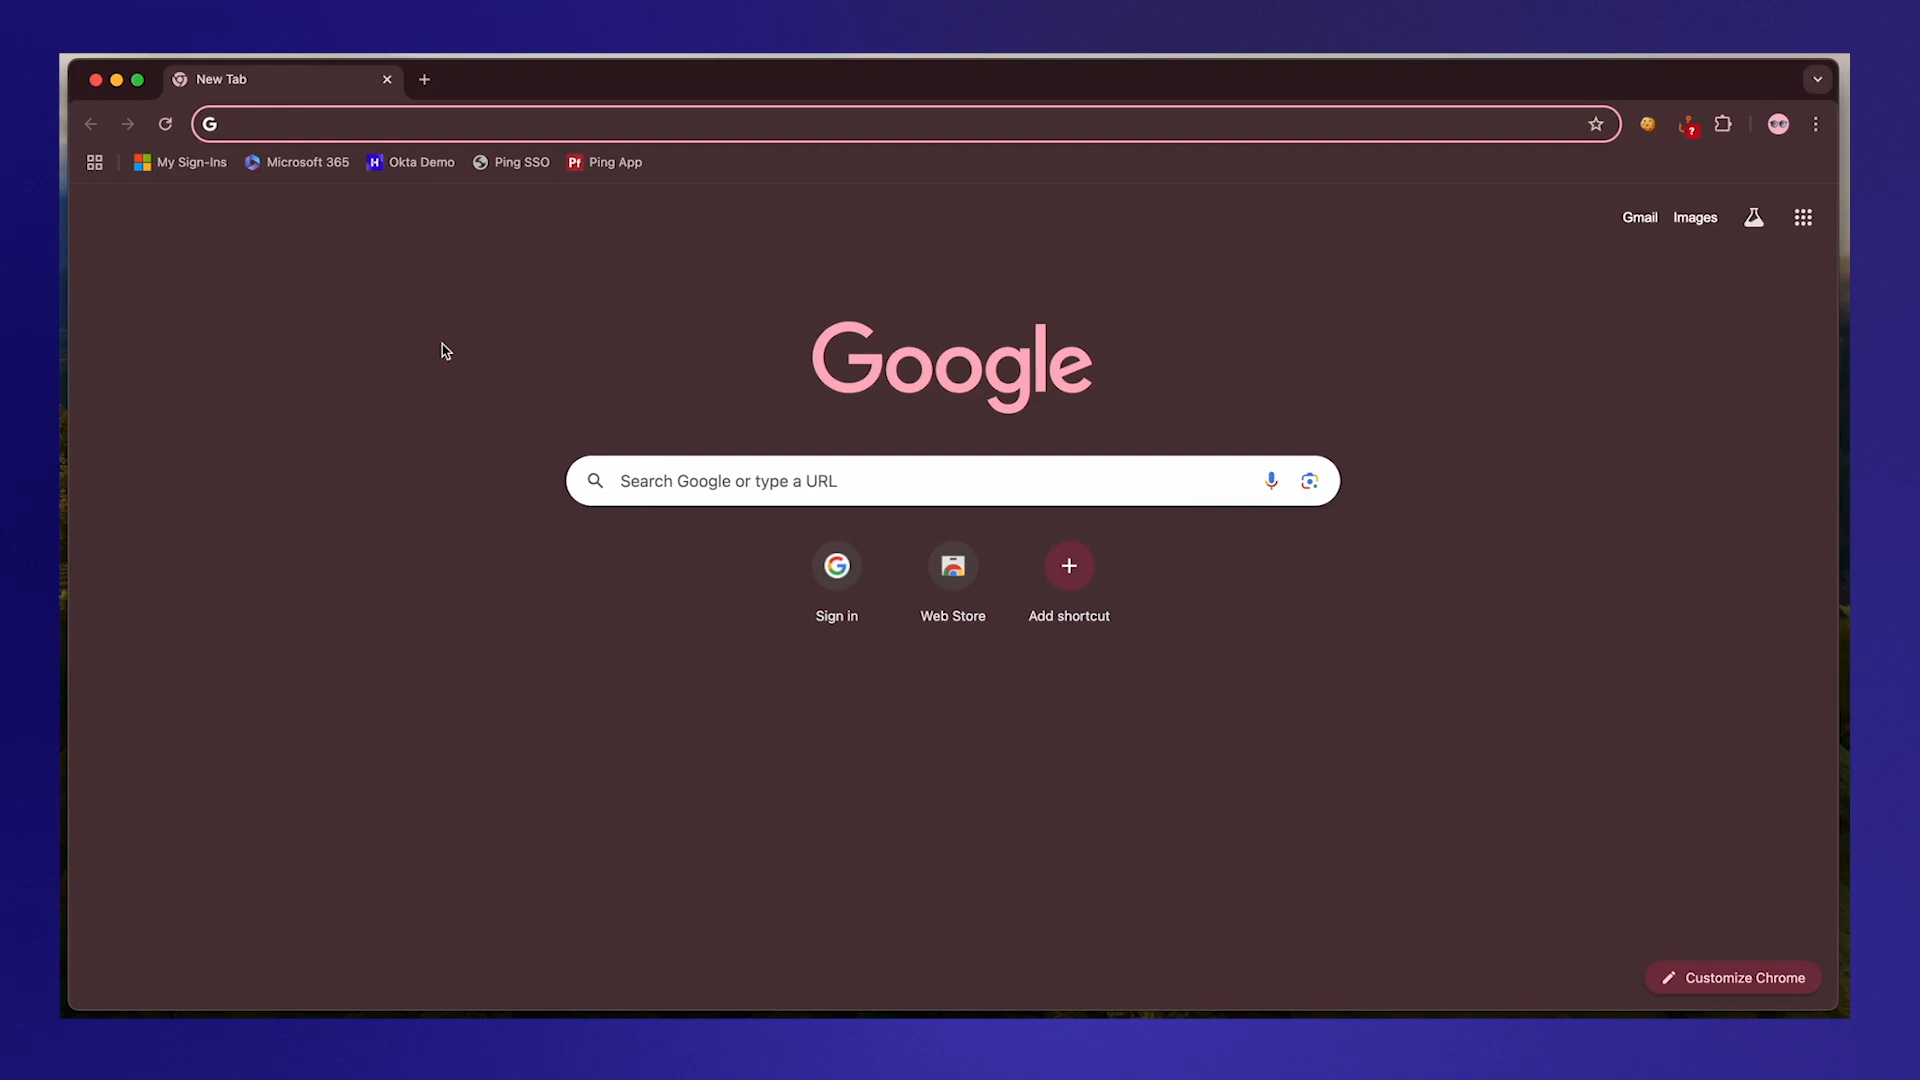 New Tab
My Sign-Ins Microsoft 365 H Okta Demo Ping SSO Pf Ping App
Gmail Images
Google
Search Google or type a URL
Sign in Web Store Add shortcut
Customize Chrome